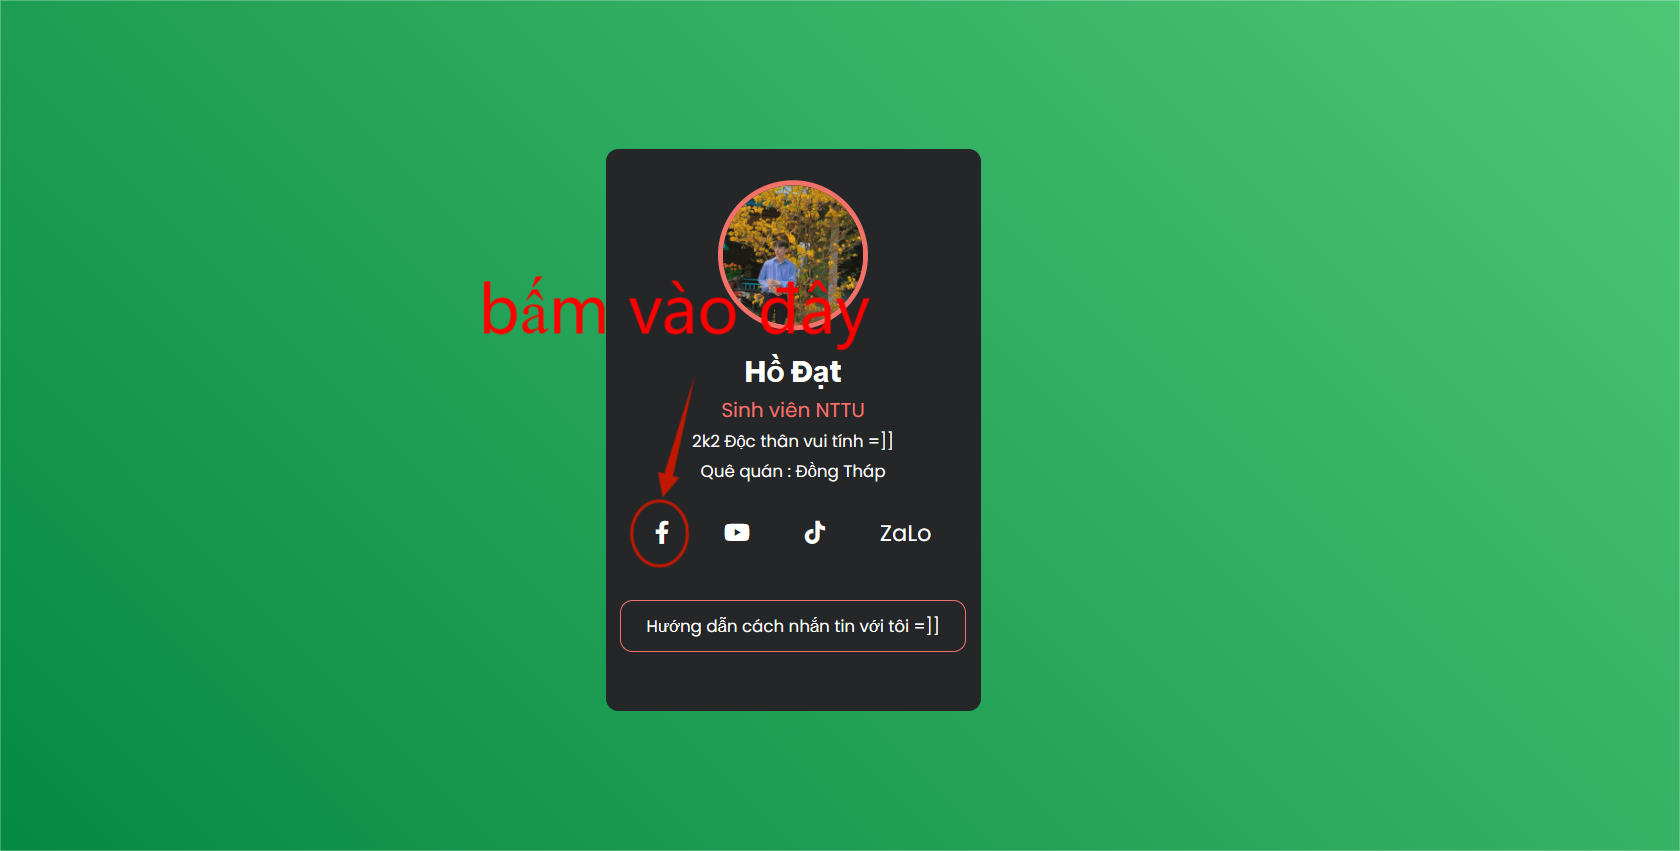 bấm vào đây
Hồ Đạt
Sinh viên NTTU
2k2 Độc thân vui tính =]]
Quê quán : Đồng Tháp
ZaLo
Hướng dẫn cách nhắn tin với tôi =]]